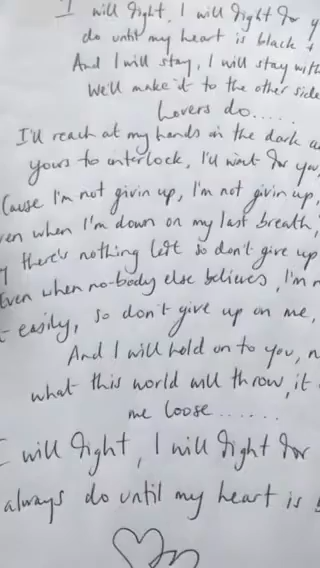 I will fight, I will fight for y
do until my heart is black +
And I will stay, I will stay with
We'll make it to the other side
Lovers do.....
I'll reach at my hands in the dark a
yours to interlock, I'll wait for you
Cause I'm not givin up, I'm not givin up,
ven when I'm down on my last breath,
there's nothing left so don't give up
Even when no-body else believes, I'm n
easily, so don't give up on me,
And I will hold on to you, n
what this world will throw, it
me loose......
I will fight, I will fight for
always do until my heart is